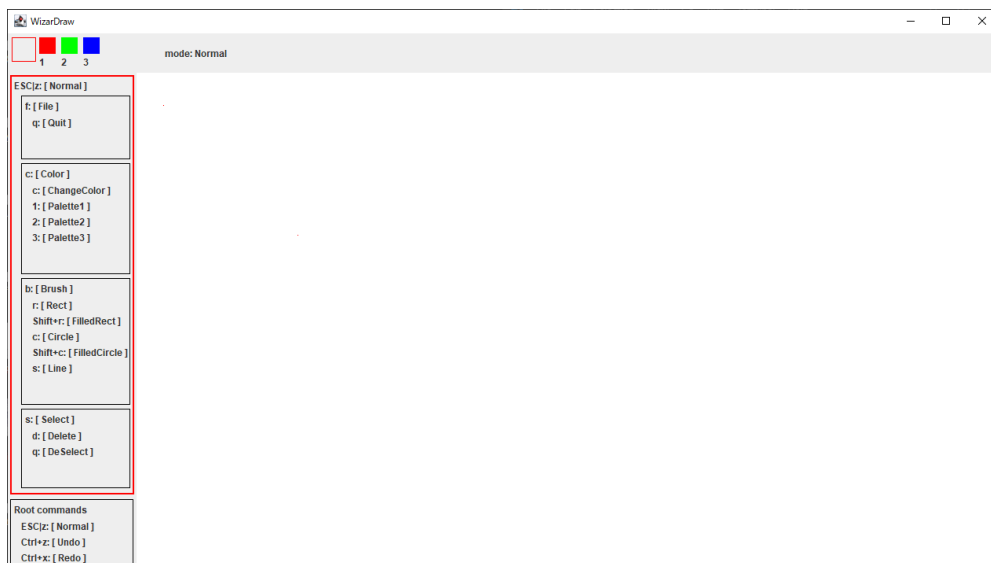 WizarDraw
1 2 3
mode: Normal
ESC|z: [ Normal ]
f: [ File ]
q: [ Quit ]
c: [ Color ]
c: [ ChangeColor ]
1: [ Palette1 ]
2: [ Palette2 ]
3: [ Palette3 ]
b: [ Brush ]
r: [ Rect ]
Shift+r: [ FilledRect ]
c: [ Circle ]
Shift+c: [ FilledCircle ]
s: [ Line ]
s: [ Select ]
d: [ Delete ]
q: [ DeSelect ]
Root commands
ESC|z: [ Normal ]
Ctrl+z: [ Undo ]
Ctrl+x: [ Redo ]